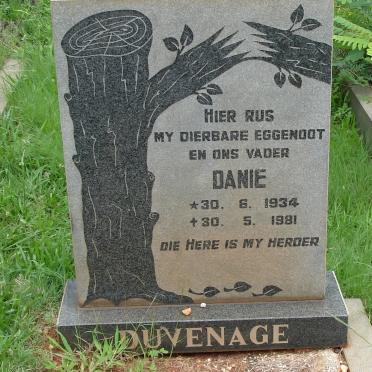 HIER RUS
MY DIERBARE EGGENOOT
EN ONS VADER
DANIE
*30. 6. 1934
+30. 5. 1981
DIE HERE IS MY HERDER
DUVENAGE